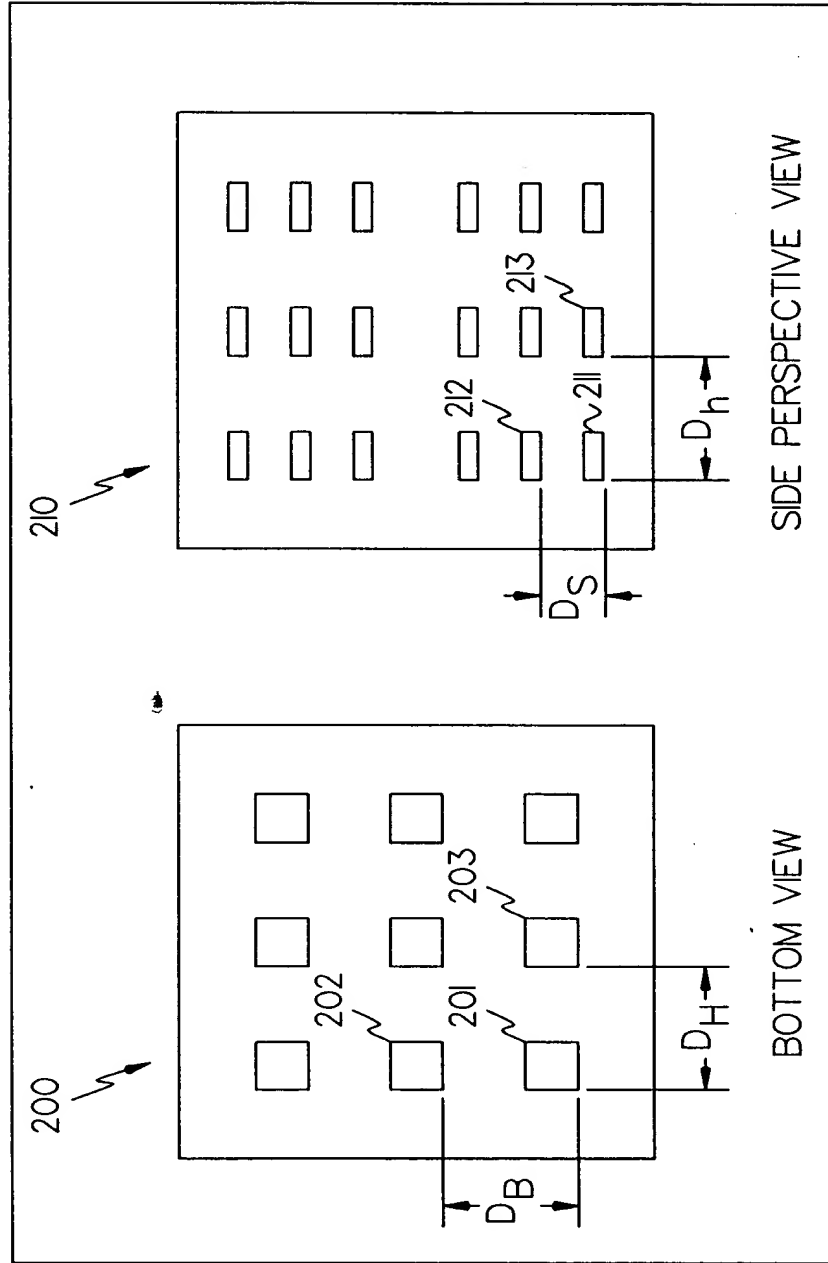 200
202
203
201
D_B
D_H
BOTTOM VIEW
210
212
213
211
D_S
D_h
SIDE PERSPECTIVE VIEW